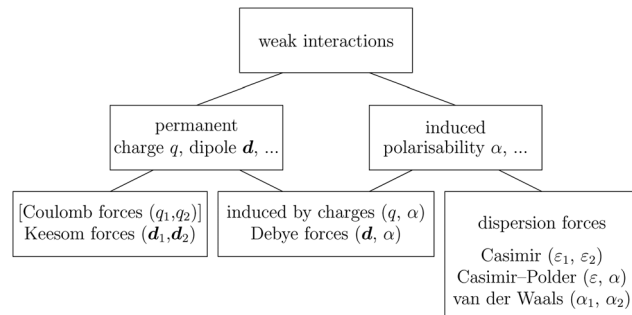 weak interactions
permanent
charge q, dipole d, ...
induced
polarisability α, ...
[Coulomb forces (q₁,q₂)]
Keesom forces (d₁,d₂)
induced by charges (q, α)
Debye forces (d, α)
dispersion forces
Casimir (ε₁, ε₂)
Casimir–Polder (ε, α)
van der Waals (α₁, α₂)